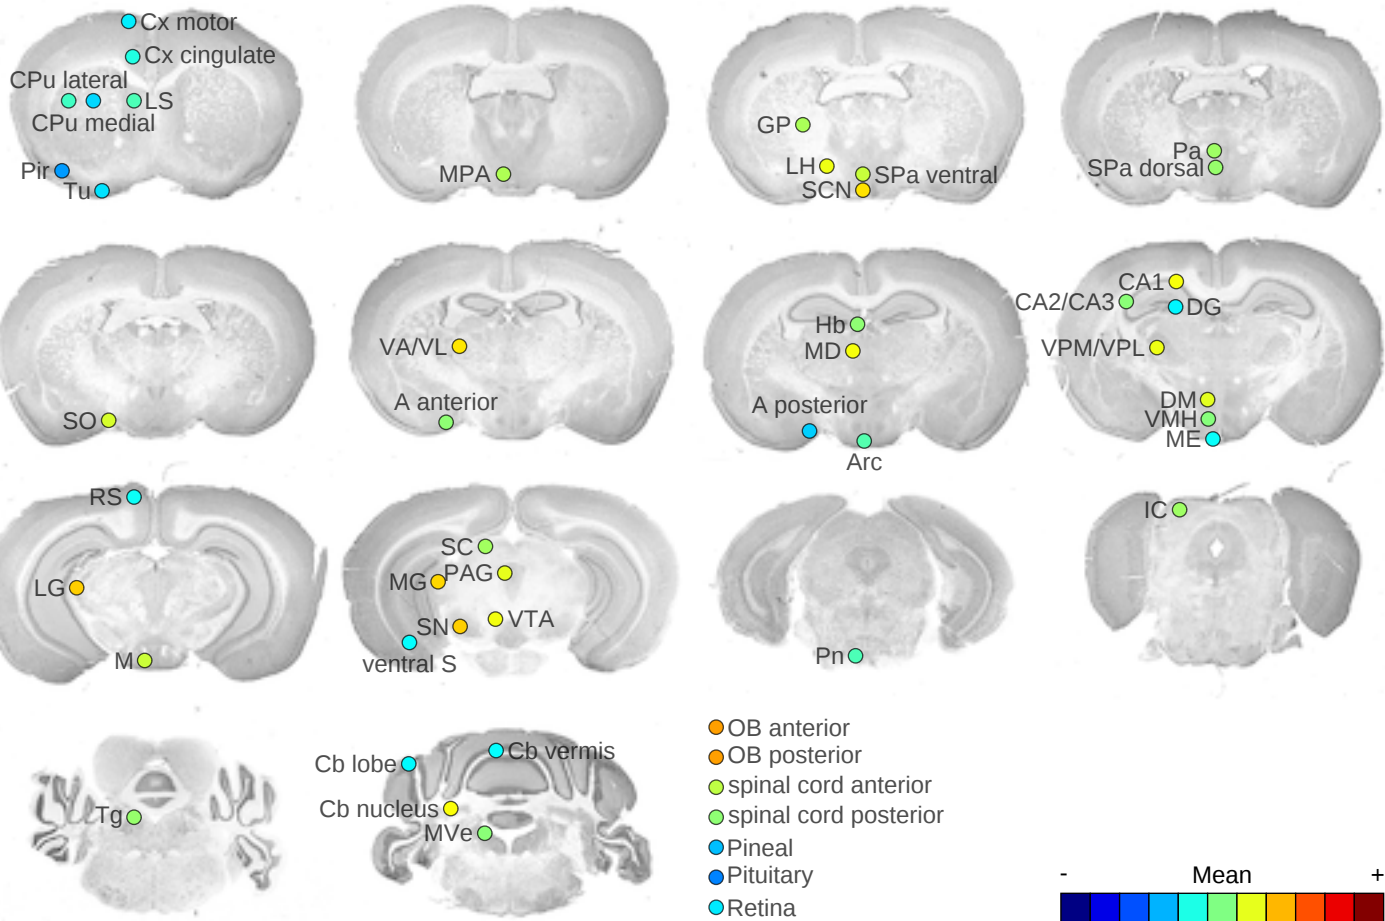 Cx motor
Cx cingulate
CPu lateral
LS
CPu medial
Pir
Tu
MPA
GP
LH
SPa ventral
SCN
Pa
SPa dorsal
SO
VA/VL
A anterior
Hb
MD
A posterior
Arc
CA1
CA2/CA3
DG
VPM/VPL
DM
VMH
ME
RS
LG
M
SC
MG
PAG
SN
VTA
ventral S
Pn
IC
Tg
Cb lobe
Cb vermis
Cb nucleus
MVe
OB anterior
OB posterior
spinal cord anterior
spinal cord posterior
Pineal
Pituitary
Retina
- Mean +